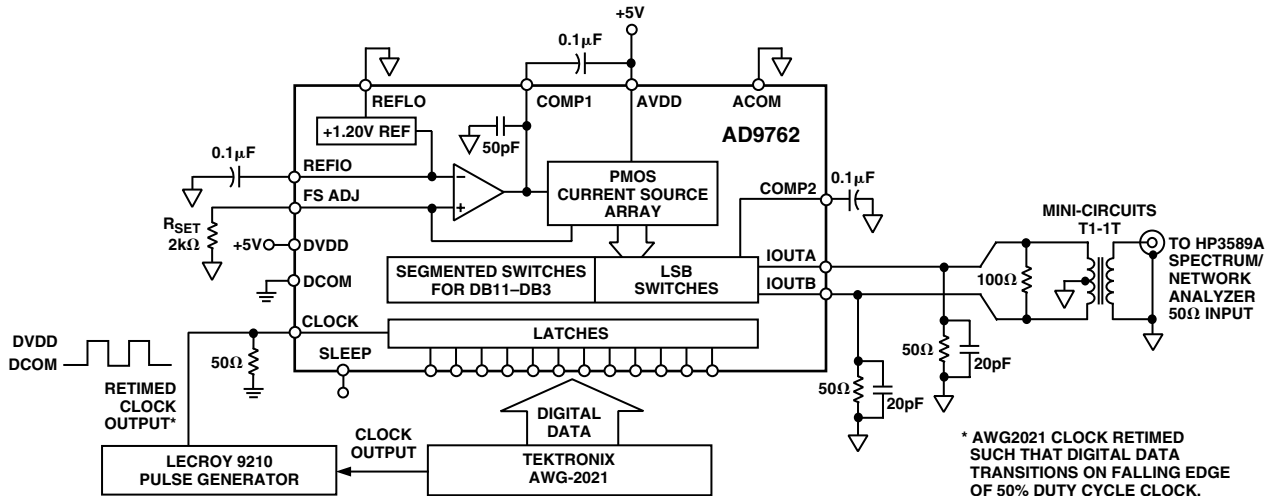 +5V
0.1μF
REFLO
COMP1
AVDD
ACOM
AD9762
+1.20V REF
50pF
0.1μF
REFIO
FS ADJ
RSET
2kΩ
+5V
DVDD
DCOM
–
+
PMOS
CURRENT SOURCE
ARRAY
COMP2
0.1μF
SEGMENTED SWITCHES
FOR DB11–DB3
LSB
SWITCHES
IOUTA
IOUTB
MINI-CIRCUITS
T1-1T
100Ω
TO HP3589A
SPECTRUM/
NETWORK
ANALYZER
50Ω INPUT
CLOCK
LATCHES
SLEEP
DVDD
DCOM
50Ω
RETIMED
CLOCK
OUTPUT*
50Ω
20pF
50Ω
20pF
DIGITAL
DATA
CLOCK
OUTPUT
LECROY 9210
PULSE GENERATOR
TEKTRONIX
AWG-2021
* AWG2021 CLOCK RETIMED
SUCH THAT DIGITAL DATA
TRANSITIONS ON FALLING EDGE
OF 50% DUTY CYCLE CLOCK.